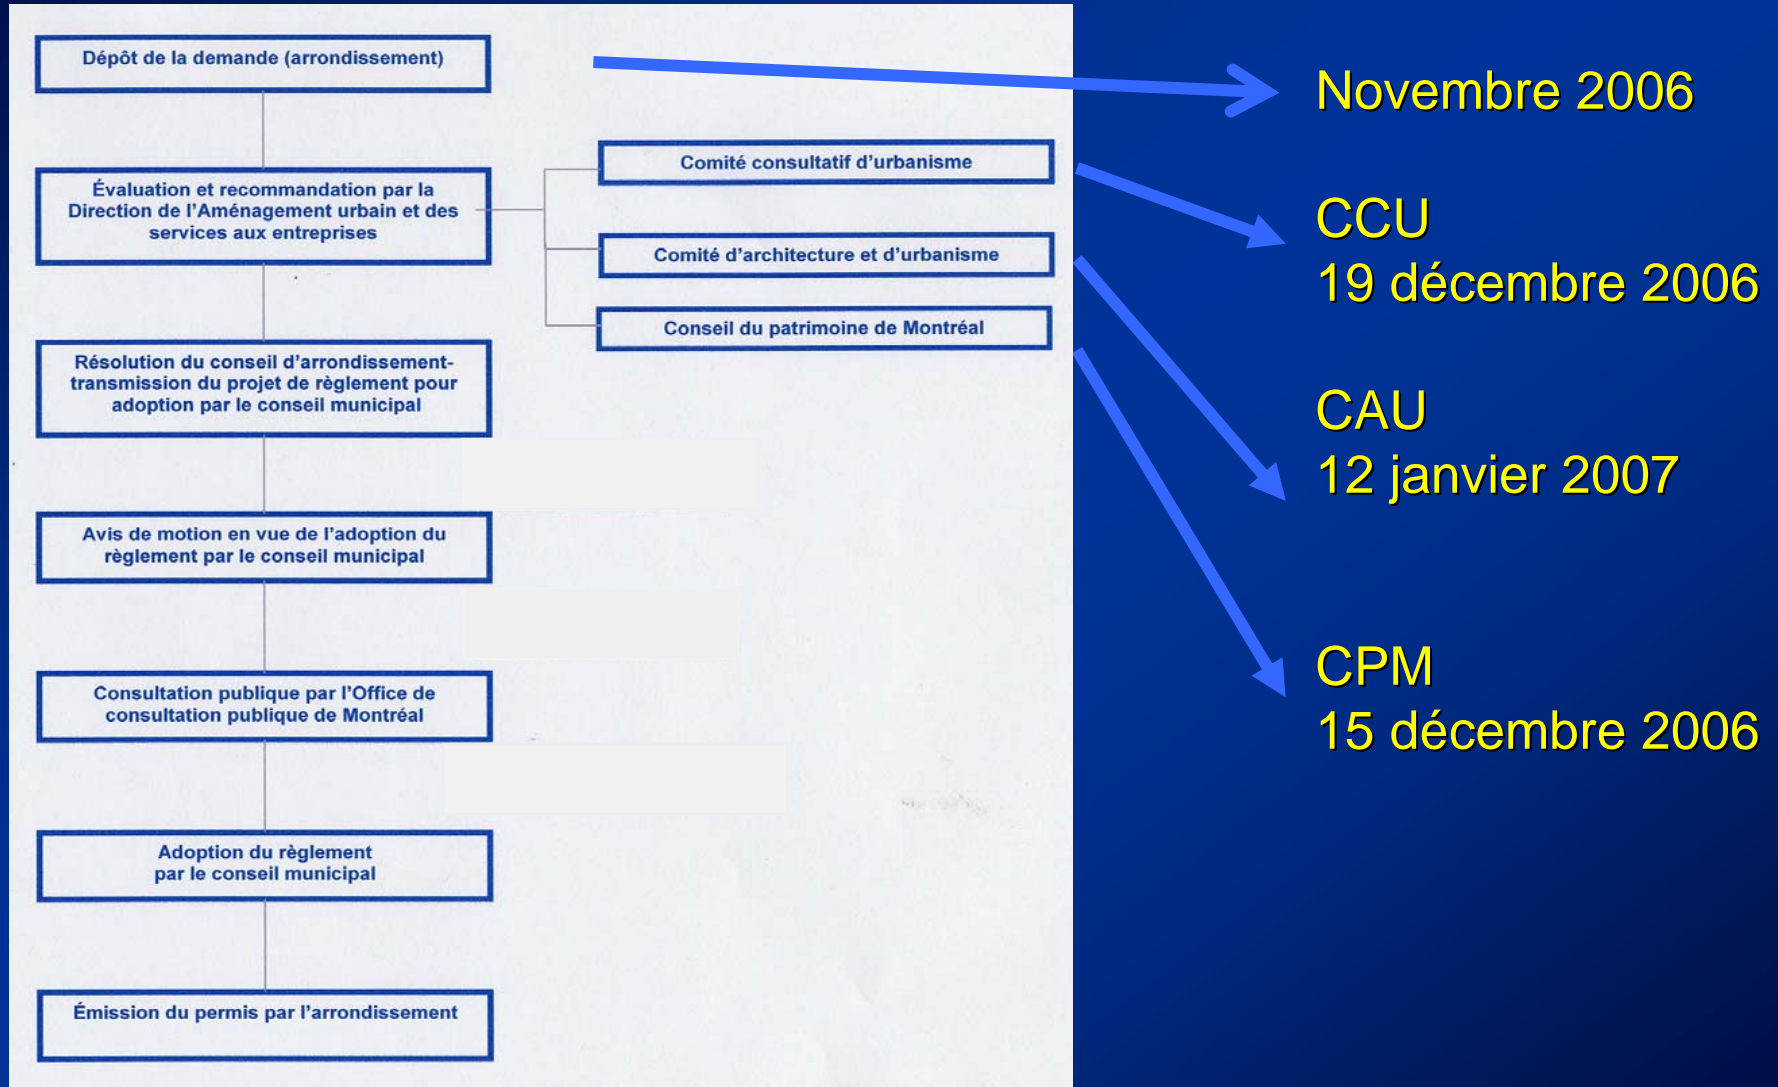 Dépôt de la demande (arrondissement)
Évaluation et recommandation par la
Direction de l'Aménagement urbain et des
services aux entreprises
Comité consultatif d'urbanisme
Comité d'architecture et d'urbanisme
Conseil du patrimoine de Montréal
Résolution du conseil d'arrondissement-
transmission du projet de règlement pour
adoption par le conseil municipal
Avis de motion en vue de l'adoption du
règlement par le conseil municipal
Consultation publique par l'Office de
consultation publique de Montréal
Adoption du règlement
par le conseil municipal
Émission du permis par l'arrondissement
Novembre 2006
CCU
19 décembre 2006
CAU
12 janvier 2007
CPM
15 décembre 2006